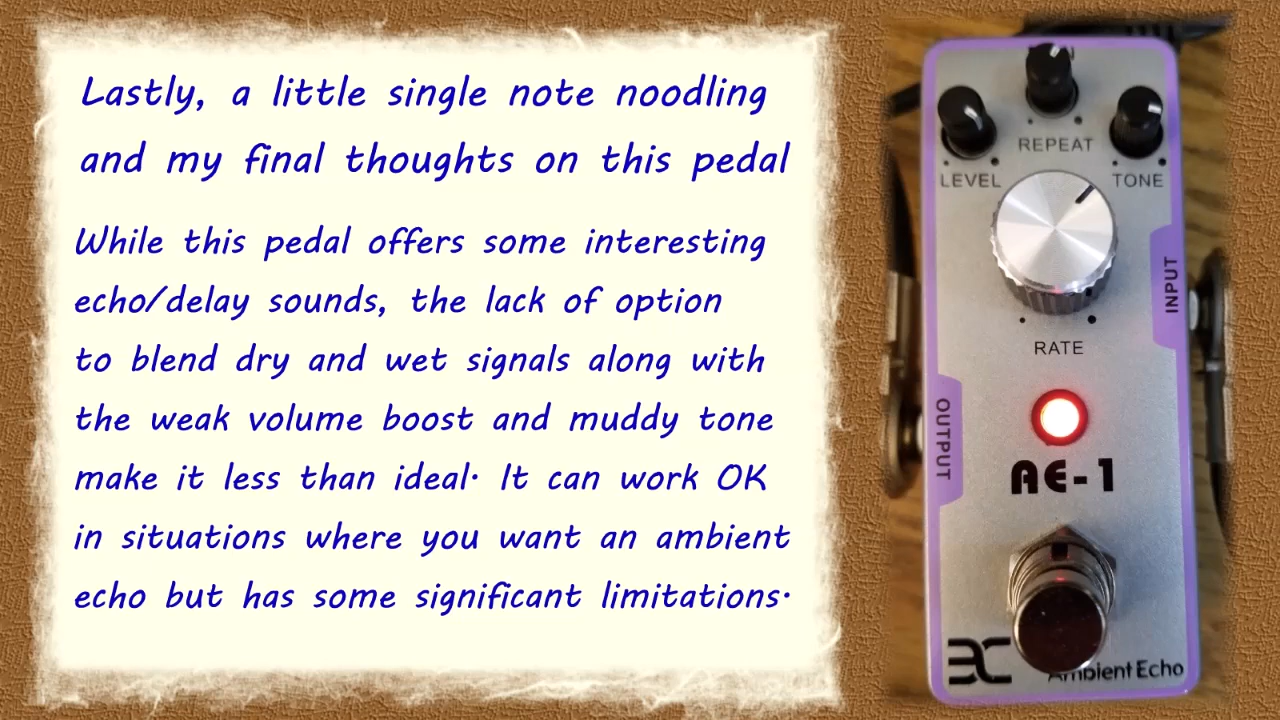 Lastly, a little single note noodling
and my final thoughts on this pedal
While this pedal offers some interesting
echo/delay sounds, the lack of option
to blend dry and wet signals along with
the weak volume boost and muddy tone
make it less than ideal. It can work OK
in situations where you want an ambient
echo but has some significant limitations.
REPEAT
LEVEL
TONE
INPUT
RATE
OUTPUT
AE-1
Ambient Echo